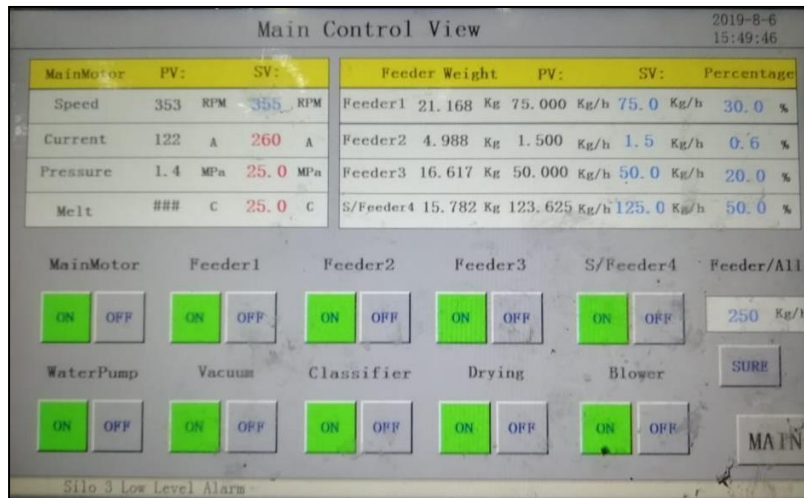 Main Control View
2019-8-6
15:49:46
MainMotor PV: SV:
Speed 353 RPM 355 RPM
Current 122 A 260 A
Pressure 1.4 MPa 25.0 MPa
Melt ### C 25.0 C
Feeder Weight PV: SV: Percentage
Feeder1 21.168 Kg 75.000 Kg/h 75.0 Kg/h 30.0 %
Feeder2 4.988 Kg 1.500 Kg/h 1.5 Kg/h 0.6 %
Feeder3 16.617 Kg 50.000 Kg/h 50.0 Kg/h 20.0 %
S/Feeder4 15.782 Kg 123.625 Kg/h 125.0 Kg/h 50.0 %
MainMotor Feeder1 Feeder2 Feeder3 S/Feeder4 Feeder/All
ON OFF ON OFF ON OFF ON OFF ON OFF 250 Kg/h
WaterPump Vacuum Classifier Drying Blower SURE
ON OFF ON OFF ON OFF ON OFF ON OFF MAIN
Silo 3 Low Level Alarm